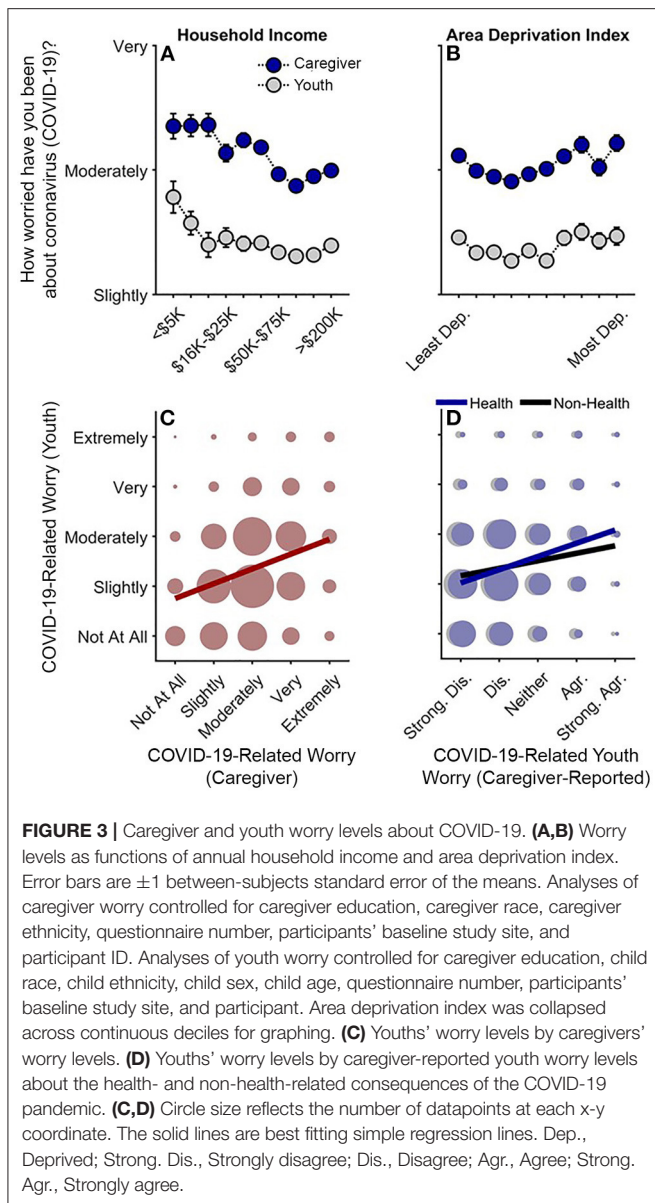 Household Income
Area Deprivation Index
How worried have you been
about coronavirus (COVID-19)?
Very
Moderately
Slightly
A
Caregiver
Youth
B
<$5K
$16K-$25K
$50K-$75K
>$200K
Least Dep.
Most Dep.
COVID-19-Related Worry (Youth)
Extremely
Very
Moderately
Slightly
Not At All
C
Health
Non-Health
D
Not At All
Slightly
Moderately
Very
Extremely
COVID-19-Related Worry
(Caregiver)
Strong. Dis.
Dis.
Neither
Agr.
Strong. Agr.
COVID-19-Related Youth
Worry (Caregiver-Reported)
FIGURE 3 | Caregiver and youth worry levels about COVID-19. (A,B) Worry
levels as functions of annual household income and area deprivation index.
Error bars are ±1 between-subjects standard error of the means. Analyses of
caregiver worry controlled for caregiver education, caregiver race, caregiver
ethnicity, questionnaire number, participants' baseline study site, and
participant ID. Analyses of youth worry controlled for caregiver education, child
race, child ethnicity, child sex, child age, questionnaire number, participants'
baseline study site, and participant. Area deprivation index was collapsed
across continuous deciles for graphing. (C) Youths' worry levels by caregivers'
worry levels. (D) Youths' worry levels by caregiver-reported youth worry levels
about the health- and non-health-related consequences of the COVID-19
pandemic. (C,D) Circle size reflects the number of datapoints at each x-y
coordinate. The solid lines are best fitting simple regression lines. Dep.,
Deprived; Strong. Dis., Strongly disagree; Dis., Disagree; Agr., Agree; Strong.
Agr., Strongly agree.